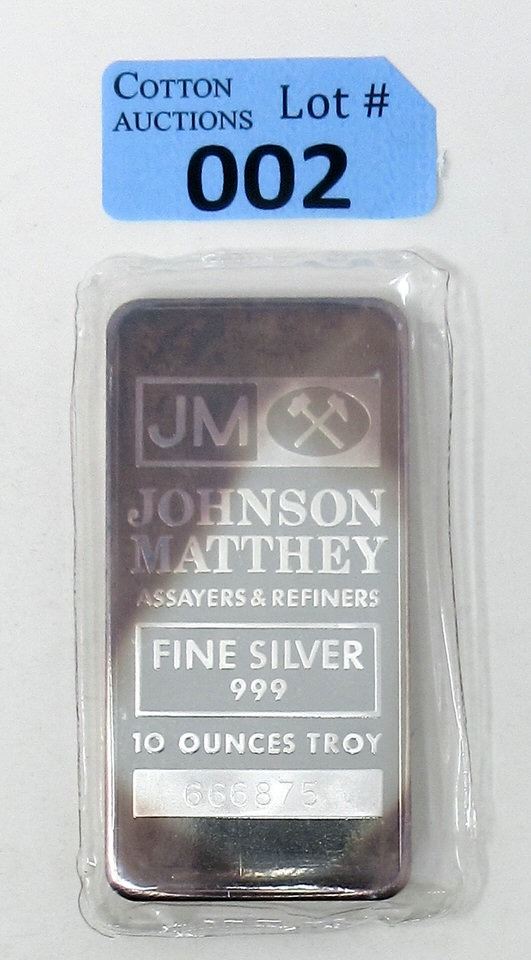 COTTON
AUCTIONS
Lot #
002
JM
JOHNSON
MATTHEY
ASSAYERS & REFINERS
FINE SILVER
999
10 OUNCES TROY
666875